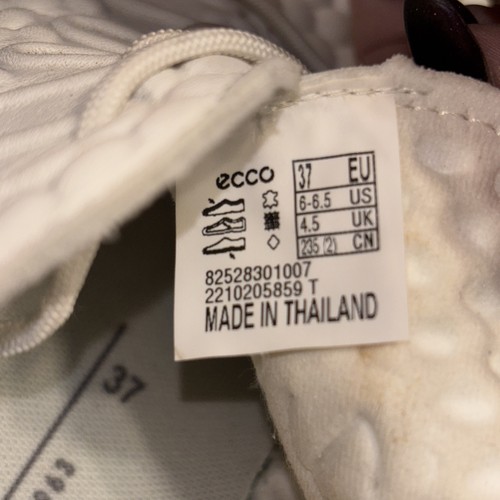 ecco
37 EU
6-6.5 US
4.5 UK
235 (2) CN
82528301007
2210205859 T
MADE IN THAILAND
37